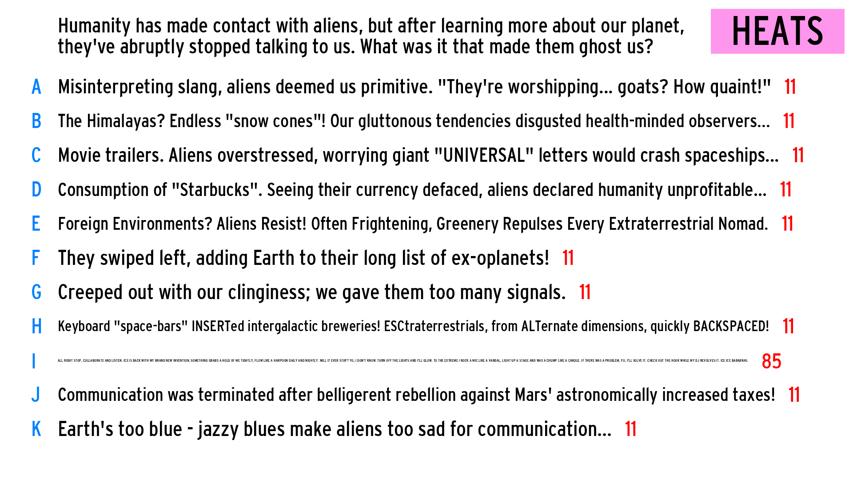 Humanity has made contact with aliens, but after learning more about our planet,
they've abruptly stopped talking to us. What was it that made them ghost us?
HEATS
A Misinterpreting slang, aliens deemed us primitive. "They're worshipping... goats? How quaint!" 11
B The Himalayas? Endless "snow cones"! Our gluttonous tendencies disgusted health-minded observers... 11
C Movie trailers. Aliens overstressed, worrying giant "UNIVERSAL" letters would crash spaceships... 11
D Consumption of "Starbucks". Seeing their currency defaced, aliens declared humanity unprofitable... 11
E Foreign Environments? Aliens Resist! Often Frightening, Greenery Repulses Every Extraterrestrial Nomad. 11
F They swiped left, adding Earth to their long list of ex-oplanets! 11
G Creeped out with our clinginess; we gave them too many signals. 11
H Keyboard "space-bars" INSERTed intergalactic breweries! ESCtraterrestrials, from ALTernate dimensions, quickly BACKSPACED! 11
I 85
J Communication was terminated after belligerent rebellion against Mars' astronomically increased taxes! 11
K Earth's too blue - jazzy blues make aliens too sad for communication... 11